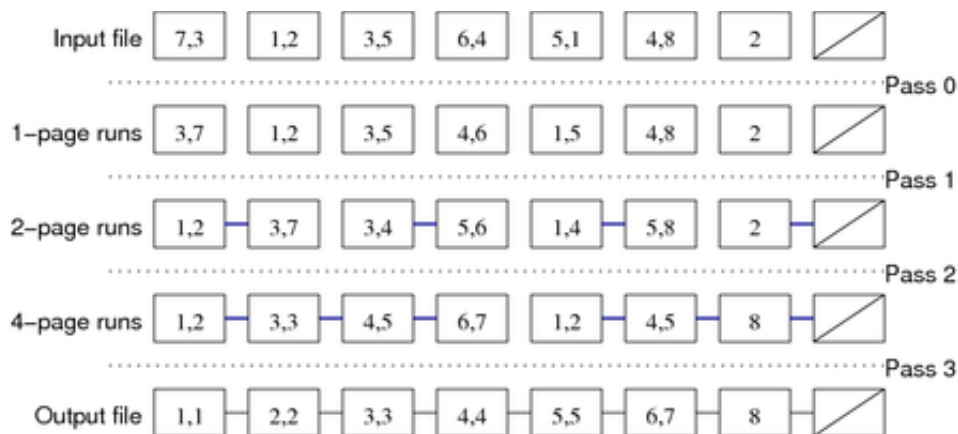 Input file 7,3 1,2 3,5 6,4 5,1 4,8 2
Pass 0
1-page runs 3,7 1,2 3,5 4,6 1,5 4,8 2
Pass 1
2-page runs 1,2 3,7 3,4 5,6 1,4 5,8 2
Pass 2
4-page runs 1,2 3,3 4,5 6,7 1,2 4,5 8
Pass 3
Output file 1,1 2,2 3,3 4,4 5,5 6,7 8